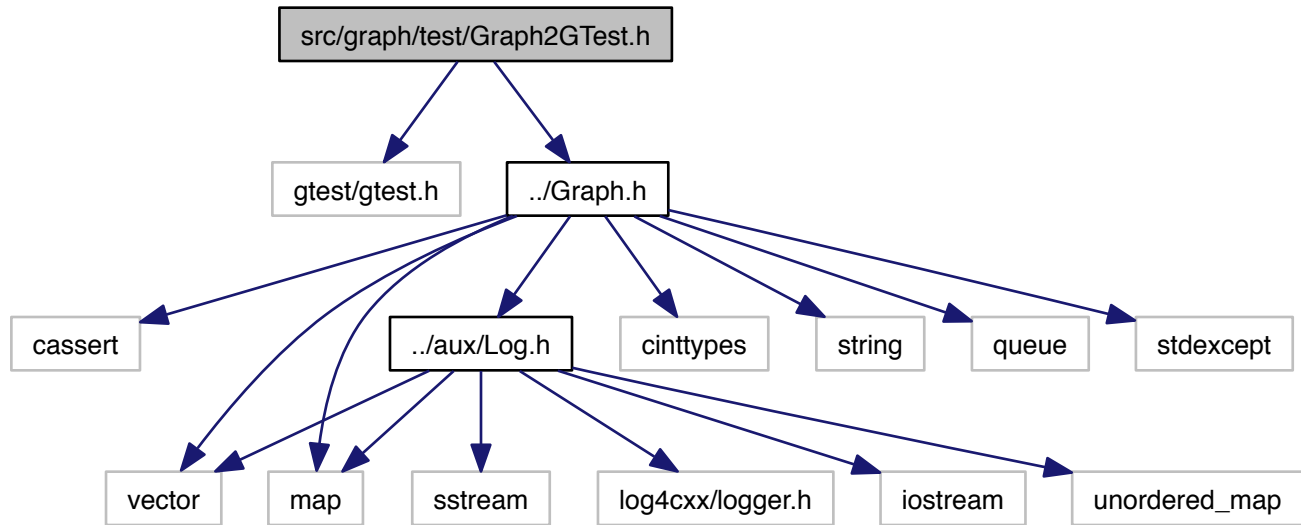 src/graph/test/Graph2GTest.h
gtest/gtest.h
../Graph.h
cassert
../aux/Log.h
cinttypes
string
queue
stdexcept
vector
map
sstream
log4cxx/logger.h
iostream
unordered_map